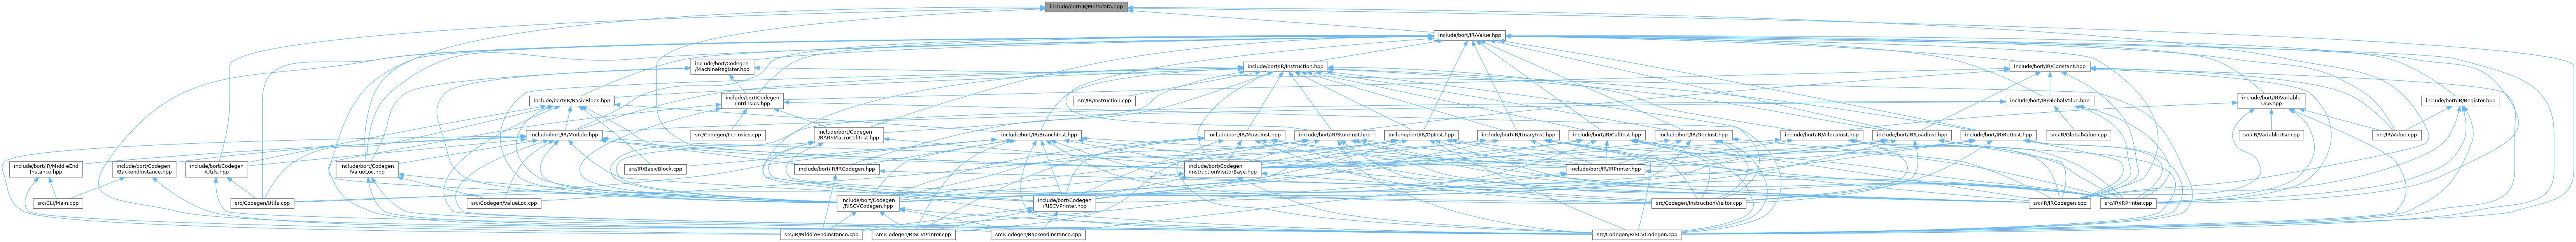 include/bort/IR/Metadata.hpp
include/bort/IR/Value.hpp
include/bort/Codegen
/MachineRegister.hpp
include/bort/IR/Instruction.hpp
include/bort/IR/Constant.hpp
include/bort/IR/BasicBlock.hpp
include/bort/Codegen
/Intrinsics.hpp
src/IR/Instruction.cpp
include/bort/IR/GlobalValue.hpp
include/bort/IR/Variable
Use.hpp
include/bort/IR/Register.hpp
include/bort/IR/Module.hpp
src/Codegen/Intrinsics.cpp
include/bort/Codegen
/RARSMacroCallInst.hpp
include/bort/IR/BranchInst.hpp
include/bort/IR/MoveInst.hpp
include/bort/IR/StoreInst.hpp
include/bort/IR/OpInst.hpp
include/bort/IR/UnaryInst.hpp
include/bort/IR/CallInst.hpp
include/bort/IR/GepInst.hpp
include/bort/IR/AllocaInst.hpp
include/bort/IR/LoadInst.hpp
include/bort/IR/RetInst.hpp
src/IR/GlobalValue.cpp
src/IR/VariableUse.cpp
src/IR/Value.cpp
include/bort/IR/MiddleEnd
Instance.hpp
include/bort/Codegen
/BackendInstance.hpp
include/bort/Codegen
/Utils.hpp
include/bort/Codegen
/ValueLoc.hpp
src/IR/BasicBlock.cpp
include/bort/IR/IRCodegen.hpp
include/bort/Codegen
/InstructionVisitorBase.hpp
include/bort/IR/IRPrinter.hpp
src/CLI/Main.cpp
src/Codegen/Utils.cpp
src/Codegen/ValueLoc.cpp
include/bort/Codegen
/RISCVCodegen.hpp
include/bort/Codegen
/RISCVPrinter.hpp
src/Codegen/InstructionVisitor.cpp
src/IR/IRCodegen.cpp
src/IR/IRPrinter.cpp
src/IR/MiddleEndInstance.cpp
src/Codegen/RISCVPrinter.cpp
src/Codegen/BackendInstance.cpp
src/Codegen/RISCVCodegen.cpp